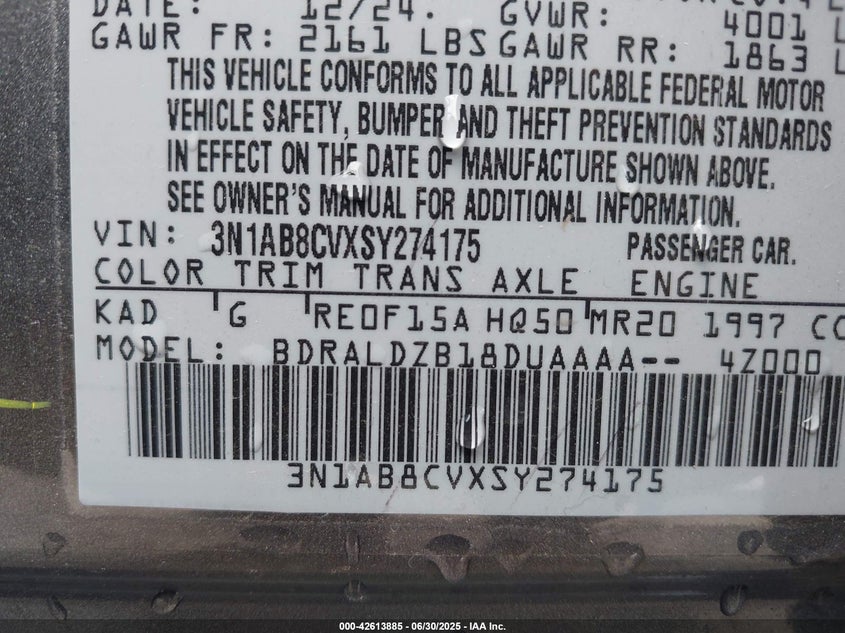 DATE: 12/24. GVWR: 4001
GAWR FR: 2161 LBS GAWR RR: 1863
THIS VEHICLE CONFORMS TO ALL APPLICABLE FEDERAL MOTOR
VEHICLE SAFETY, BUMPER AND THEFT PREVENTION STANDARDS
IN EFFECT ON THE DATE OF MANUFACTURE SHOWN ABOVE.
SEE OWNER'S MANUAL FOR ADDITIONAL INFORMATION.
VIN: 3N1AB8CVXSY274175 PASSENGER CAR.
COLOR TRIM TRANS AXLE ENGINE
KAD G RE0F15A HQ50 MR20 1997 CC
MODEL: BDRALDZB18DUAAAA-- 4Z000
3N1AB8CVXSY274175
000-42613885 - 06/30/2025 - IAA Inc.